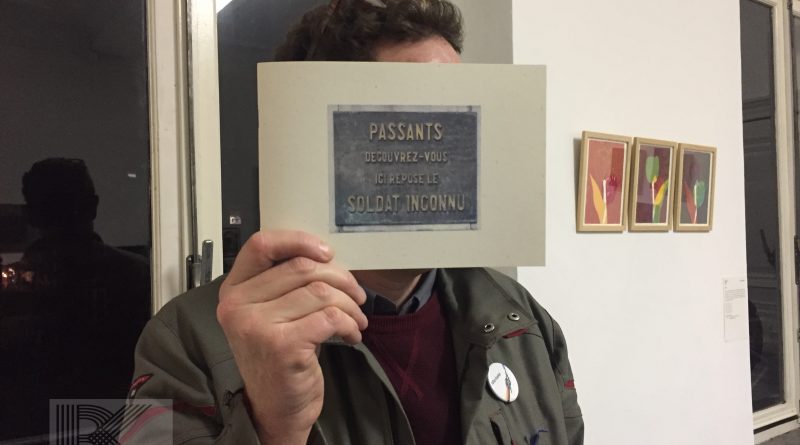 PASSANTS
DECOUVREZ-VOUS
ICI REPOSE LE
SOLDAT INCONNU